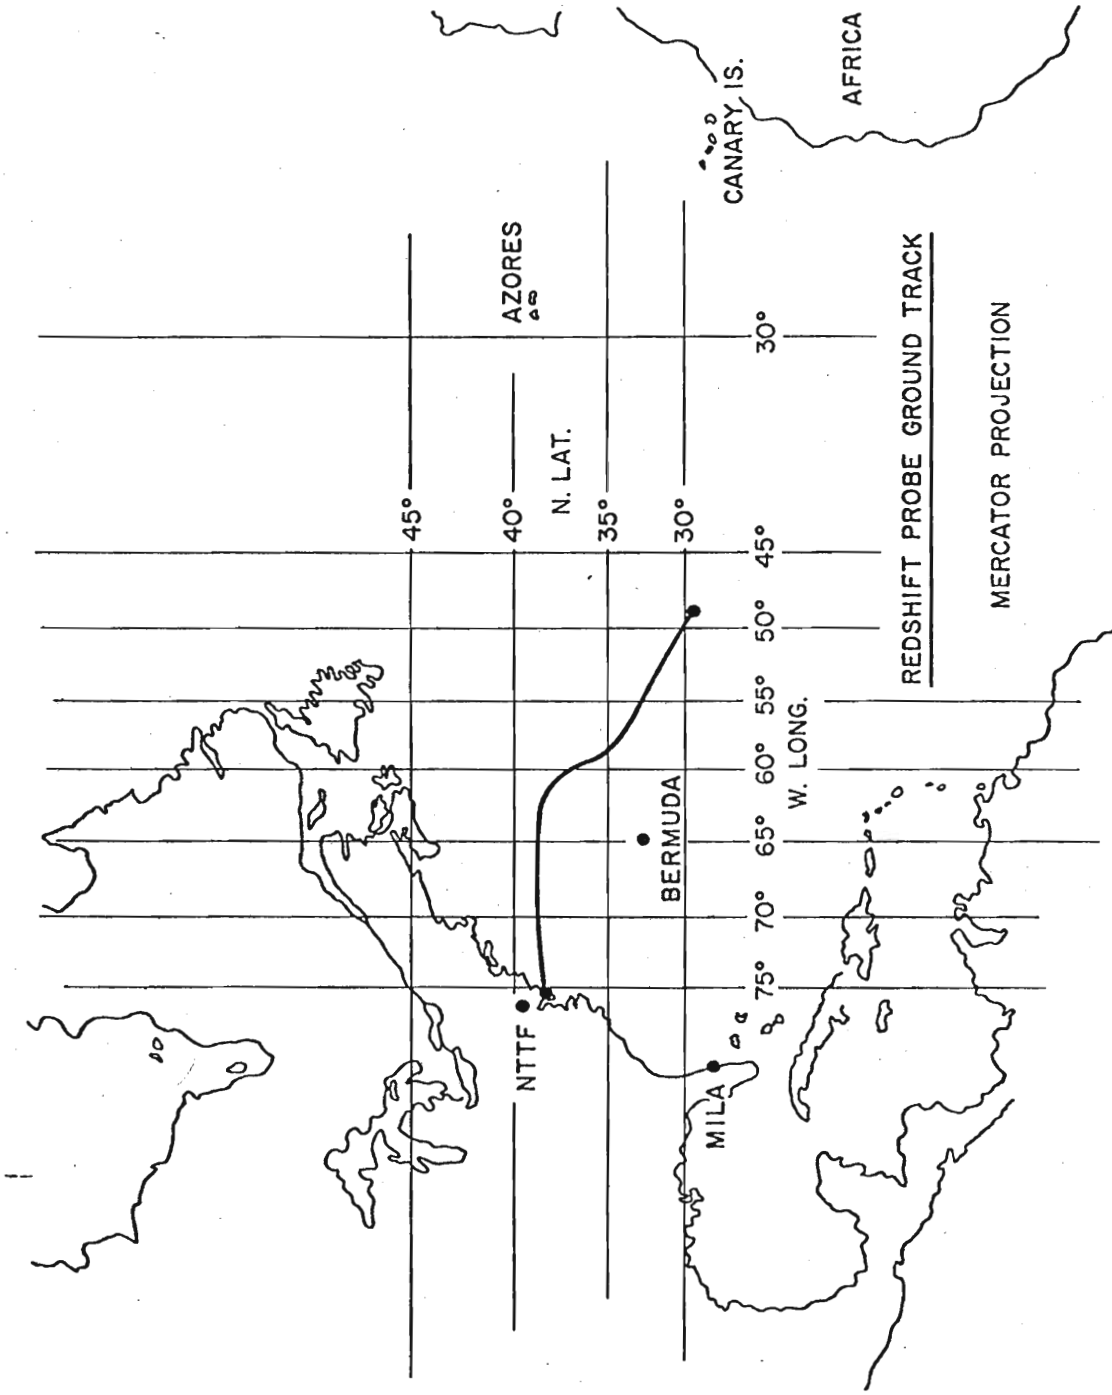 AZORES
CANARY IS.
AFRICA
45°
40°
N. LAT.
35°
30°
NTTF
BERMUDA
MILA
75°
70°
65°
60°
55°
50°
45°
30°
W. LONG.
REDSHIFT PROBE GROUND TRACK
MERCATOR PROJECTION